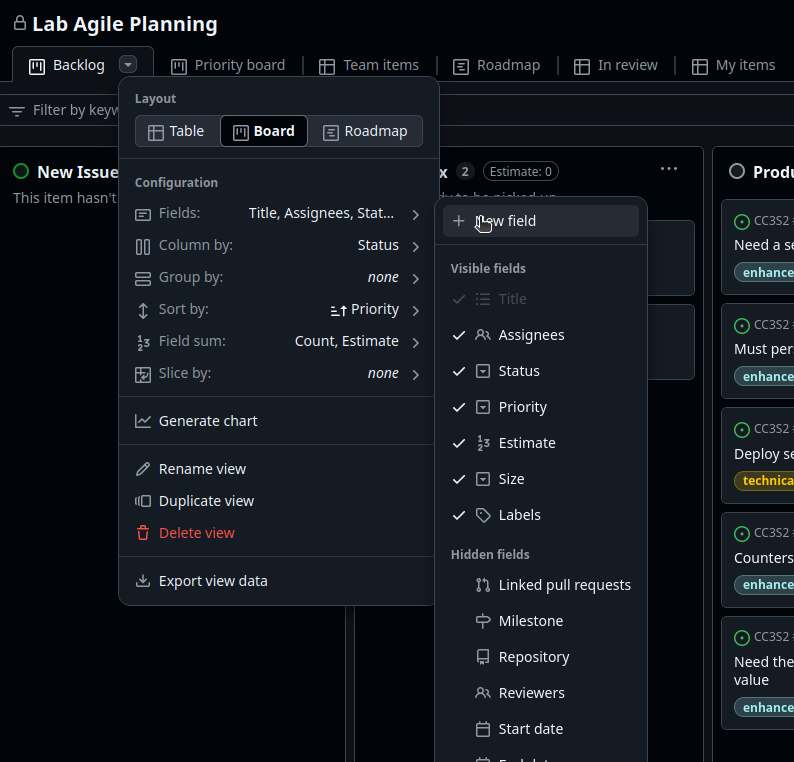 Lab Agile Planning
Backlog
Priority board
Team items
Roadmap
In review
My items
Filter by keyw
New Issue
This item hasn't
x 2 Estimate: 0
to be picked up
Produ
Layout
Table
Board
Roadmap
Configuration
Fields: Title, Assignees, Stat...
Column by: Status
Group by: none
Sort by: Priority
Field sum: Count, Estimate
Slice by: none
Generate chart
Rename view
Duplicate view
Delete view
Export view data
field
Visible fields
Title
Assignees
Status
Priority
Estimate
Size
Labels
Hidden fields
Linked pull requests
Milestone
Repository
Reviewers
Start date
CC3S2
Need a se
enhance
CC3S2
Must per
enhance
CC3S2
Deploy se
technica
CC3S2
Counters
enhance
CC3S2
Need the
value
enhance